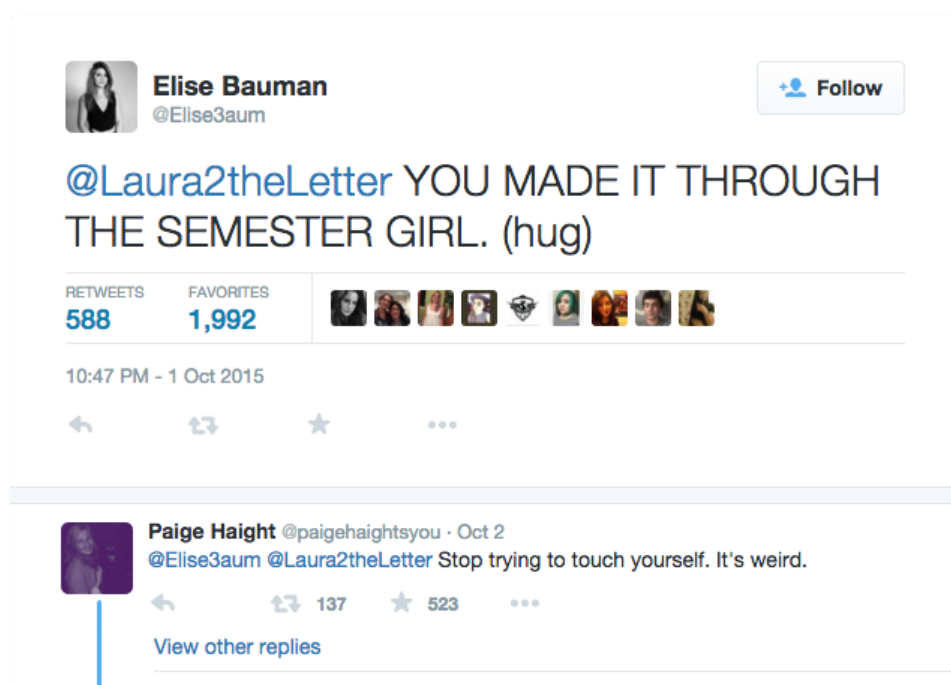 Elise Bauman
@Elise3aum
Follow
@Laura2theLetter YOU MADE IT THROUGH
THE SEMESTER GIRL. (hug)
RETWEETS FAVORITES
588 1,992
10:47 PM - 1 Oct 2015
Paige Haight @paigehaightsyou · Oct 2
@Elise3aum @Laura2theLetter Stop trying to touch yourself. It's weird.
137 523
View other replies